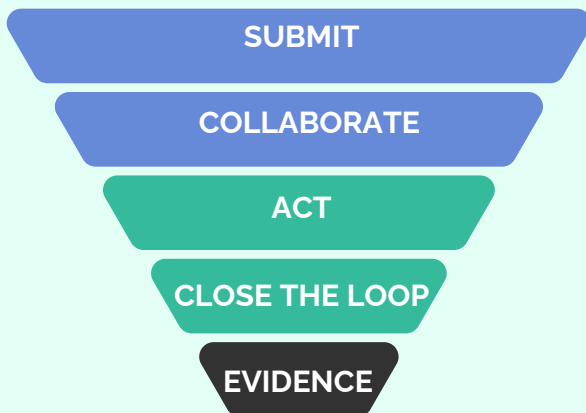 SUBMIT
COLLABORATE
ACT
CLOSE THE LOOP
EVIDENCE